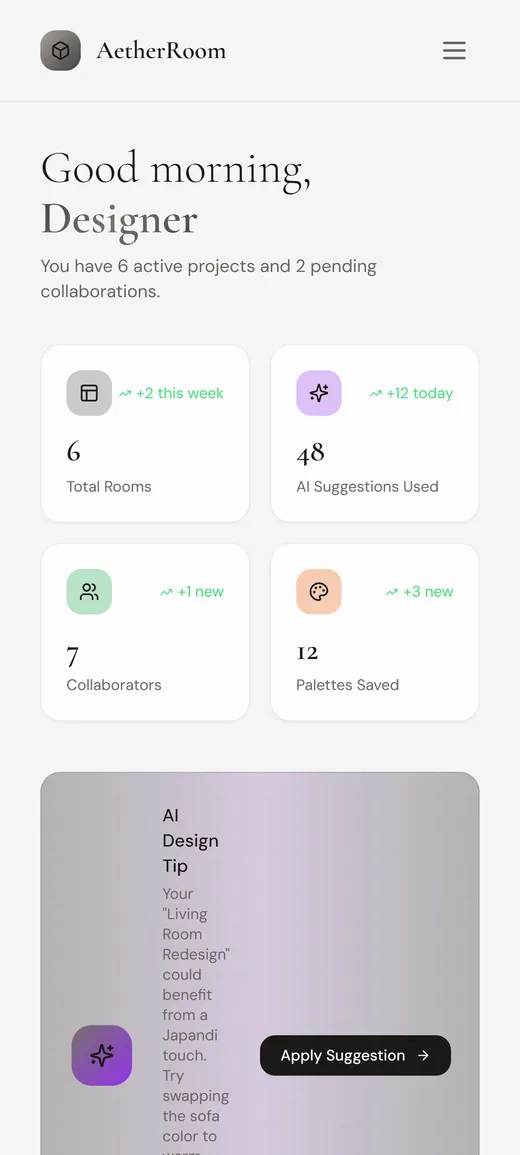 AetherRoom
Good morning,
Designer
You have 6 active projects and 2 pending
collaborations.
+2 this week
6
Total Rooms
+12 today
48
AI Suggestions Used
+1 new
7
Collaborators
+3 new
12
Palettes Saved
AI
Design
Tip
Your
"Living
Room
Redesign"
could
benefit
from a
Japandi
touch.
Try
swapping
the sofa
color to
warm
Apply Suggestion